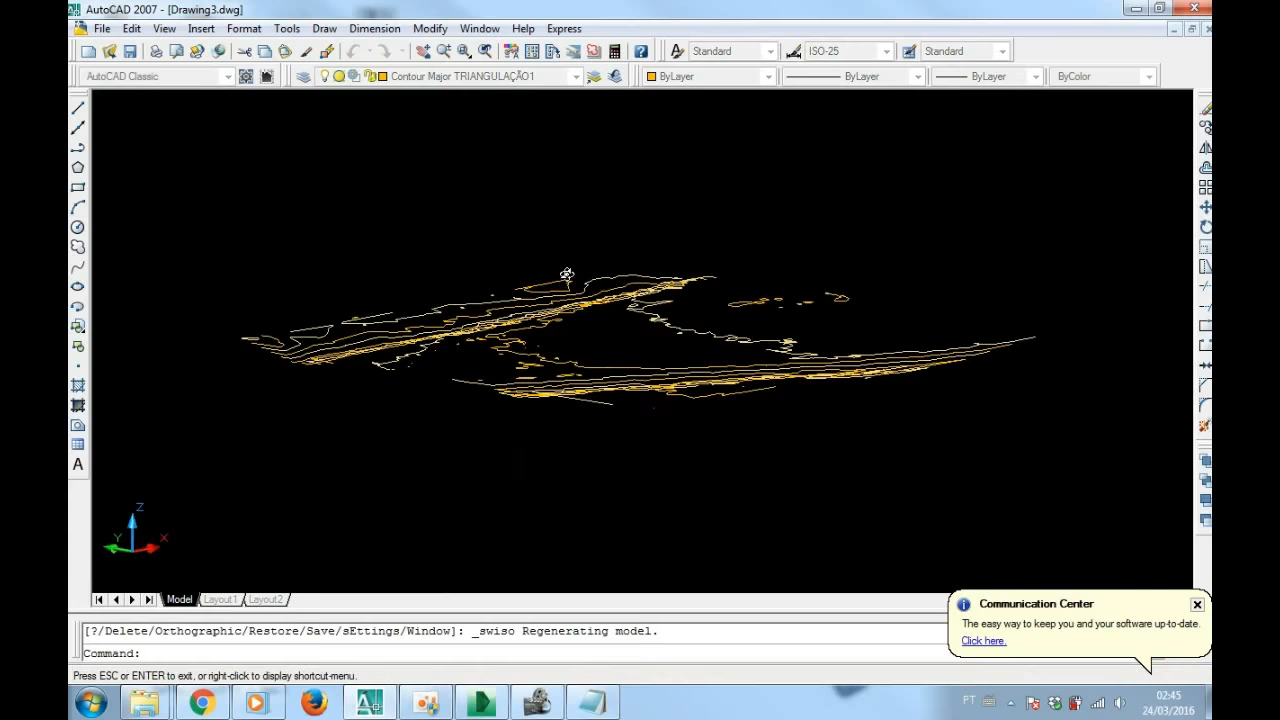 AutoCAD 2007 - [Drawing3.dwg]
File Edit View Insert Format Tools Draw Dimension Modify Window Help Express
Standard ISO-25 Standard
AutoCAD Classic Contour Major TRIANGULAÇÃO1 ByLayer ByLayer ByLayer ByColor
A
Z
Y X
Model Layout1 Layout2
[?/Delete/Orthographic/Restore/Save/sEttings/Window]: _swiso Regenerating model.
Command:
Communication Center
The easy way to keep you and your software up-to-date.
Click here.
Press ESC or ENTER to exit, or right-click to display shortcut-menu.
PT
02:45
24/03/2016